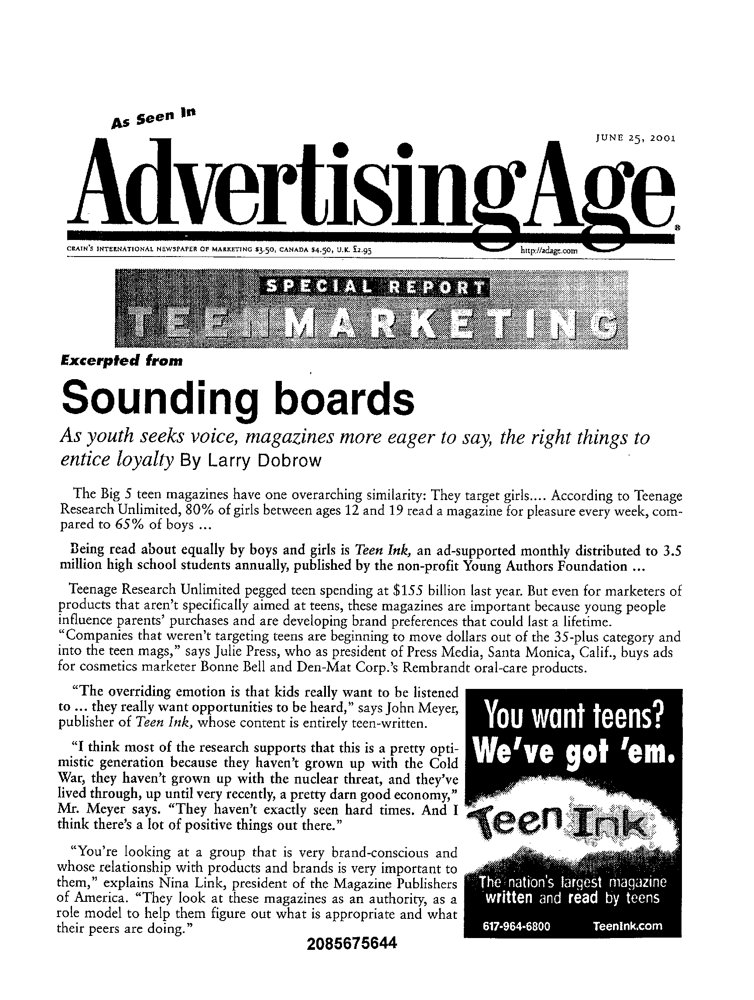 As Seen In
JUNE 25, 2001
AdvertisingAge®
CRAIN'S INTERNATIONAL NEWSPAPER OF MARKETING $3.50, CANADA $4.50, U.K. £2.95
http://adage.com
SPECIAL REPORT
TEEN MARKETING
Excerpted from
Sounding boards
As youth seeks voice, magazines more eager to say, the right things to
entice loyalty By Larry Dobrow
The Big 5 teen magazines have one overarching similarity: They target girls.... According to Teenage
Research Unlimited, 80% of girls between ages 12 and 19 read a magazine for pleasure every week, com-
pared to 65% of boys ...
Being read about equally by boys and girls is Teen Ink, an ad-supported monthly distributed to 3.5
million high school students annually, published by the non-profit Young Authors Foundation ...
Teenage Research Unlimited pegged teen spending at $155 billion last year. But even for marketers of
products that aren't specifically aimed at teens, these magazines are important because young people
influence parents' purchases and are developing brand preferences that could last a lifetime.
"Companies that weren't targeting teens are beginning to move dollars out of the 35-plus category and
into the teen mags," says Julie Press, who as president of Press Media, Santa Monica, Calif., buys ads
for cosmetics marketer Bonne Bell and Den-Mat Corp.'s Rembrandt oral-care products.
"The overriding emotion is that kids really want to be listened
to ... they really want opportunities to be heard," says John Meyer,
publisher of Teen Ink, whose content is entirely teen-written.
"I think most of the research supports that this is a pretty opti-
mistic generation because they haven't grown up with the Cold
War, they haven't grown up with the nuclear threat, and they've
lived through, up until very recently, a pretty darn good economy,"
Mr. Meyer says. "They haven't exactly seen hard times. And I
think there's a lot of positive things out there."
"You're looking at a group that is very brand-conscious and
whose relationship with products and brands is very important to
them," explains Nina Link, president of the Magazine Publishers
of America. "They look at these magazines as an authority, as a
role model to help them figure out what is appropriate and what
their peers are doing."
You want teens?
We've got 'em.
Teen Ink
The nation's largest magazine
written and read by teens
617-964-6800 TeenInk.com
2085675644